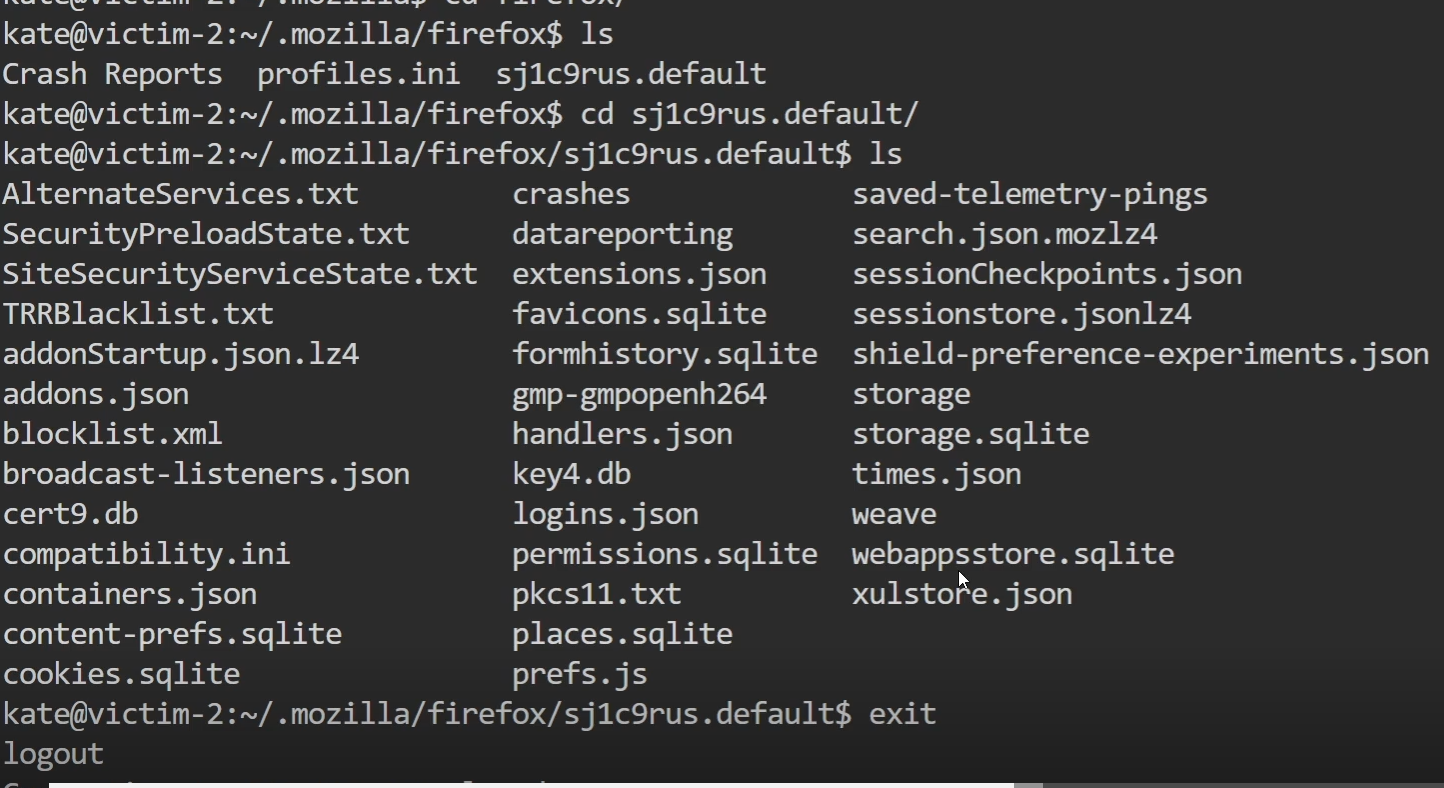 kate@victim-2:~/.mozilla$ cd firefox/
kate@victim-2:~/.mozilla/firefox$ ls
Crash Reports  profiles.ini  sj1c9rus.default
kate@victim-2:~/.mozilla/firefox$ cd sj1c9rus.default/
kate@victim-2:~/.mozilla/firefox/sj1c9rus.default$ ls
AlternateServices.txt         crashes             saved-telemetry-pings
SecurityPreloadState.txt      datareporting       search.json.mozlz4
SiteSecurityServiceState.txt  extensions.json     sessionCheckpoints.json
TRRBlacklist.txt              favicons.sqlite     sessionstore.jsonlz4
addonStartup.json.lz4         formhistory.sqlite  shield-preference-experiments.json
addons.json                   gmp-gmpopenh264     storage
blocklist.xml                 handlers.json       storage.sqlite
broadcast-listeners.json      key4.db             times.json
cert9.db                      logins.json         weave
compatibility.ini             permissions.sqlite  webappsstore.sqlite
containers.json               pkcs11.txt          xulstore.json
content-prefs.sqlite          places.sqlite
cookies.sqlite                prefs.js
kate@victim-2:~/.mozilla/firefox/sj1c9rus.default$ exit
logout